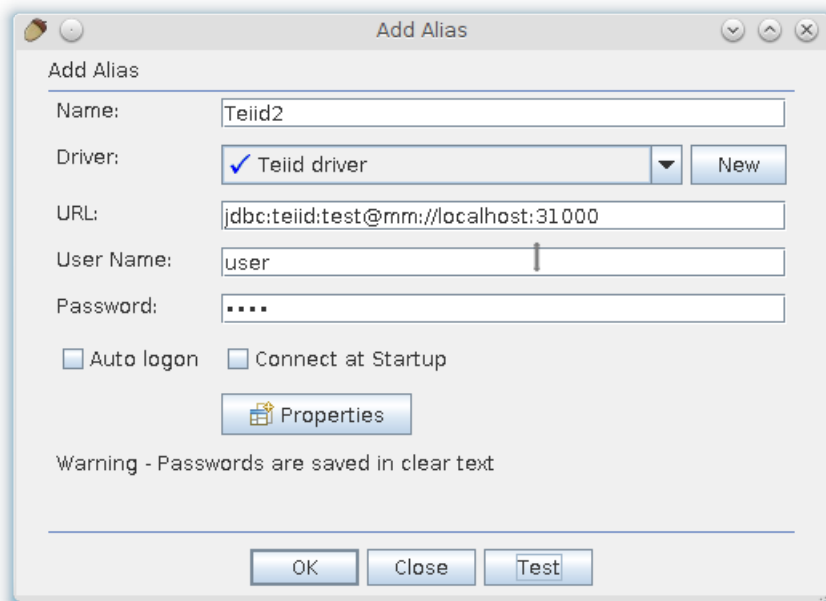 Add Alias
Add Alias
Name: Teiid2
Driver: Teiid driver New
URL: jdbc:teiid:test@mm://localhost:31000
User Name: user
Password: ••••
Auto logon Connect at Startup
Properties
Warning - Passwords are saved in clear text
OK Close Test